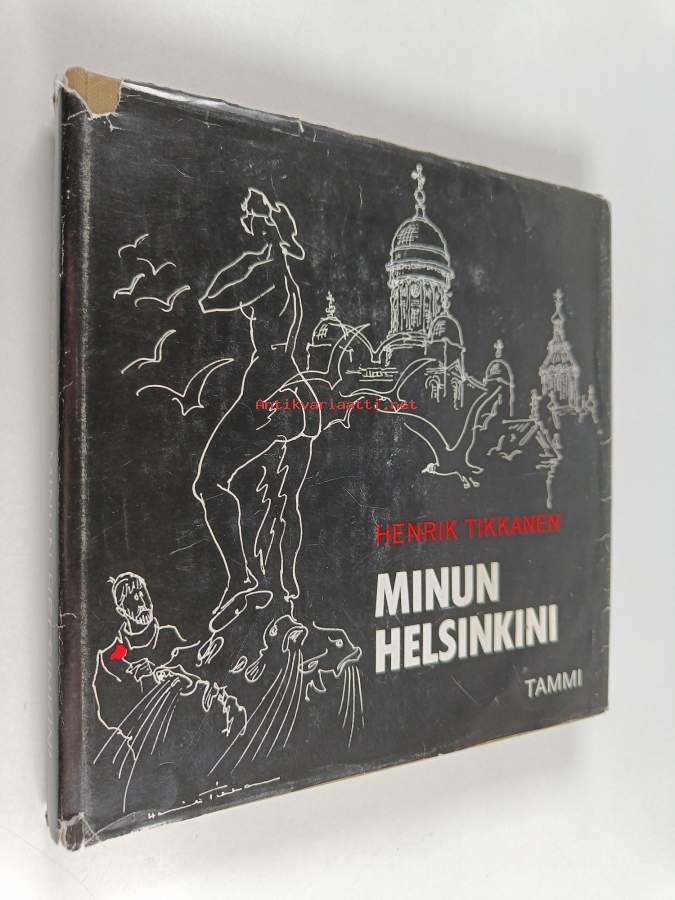 Antikvariaatti.net
HENRIK TIKKANEN
MINUN
HELSINKINI
TAMMI